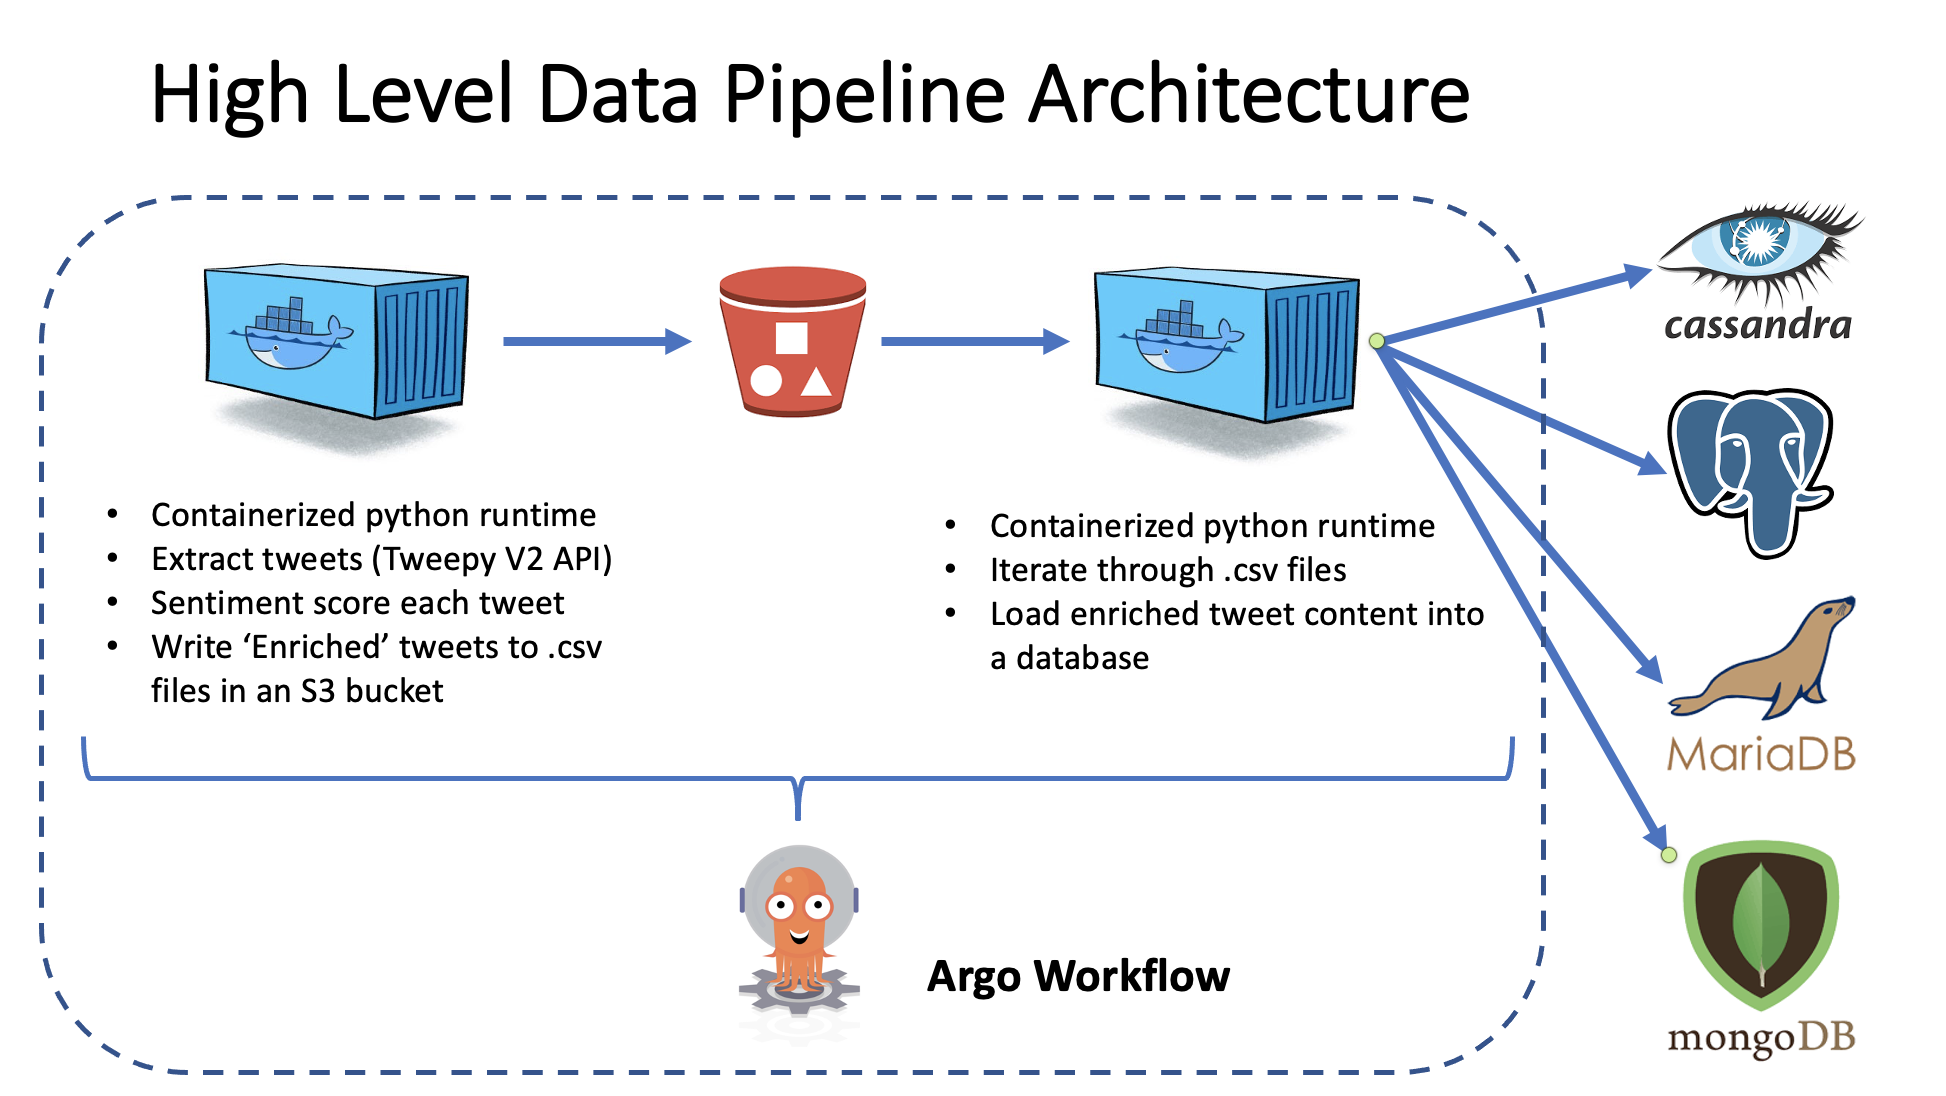 High Level Data Pipeline Architecture
• Containerized python runtime
• Extract tweets (Tweepy V2 API)
• Sentiment score each tweet
• Write ‘Enriched’ tweets to .csv
files in an S3 bucket
• Containerized python runtime
• Iterate through .csv files
• Load enriched tweet content into
a database
cassandra
MariaDB
mongoDB
Argo Workflow